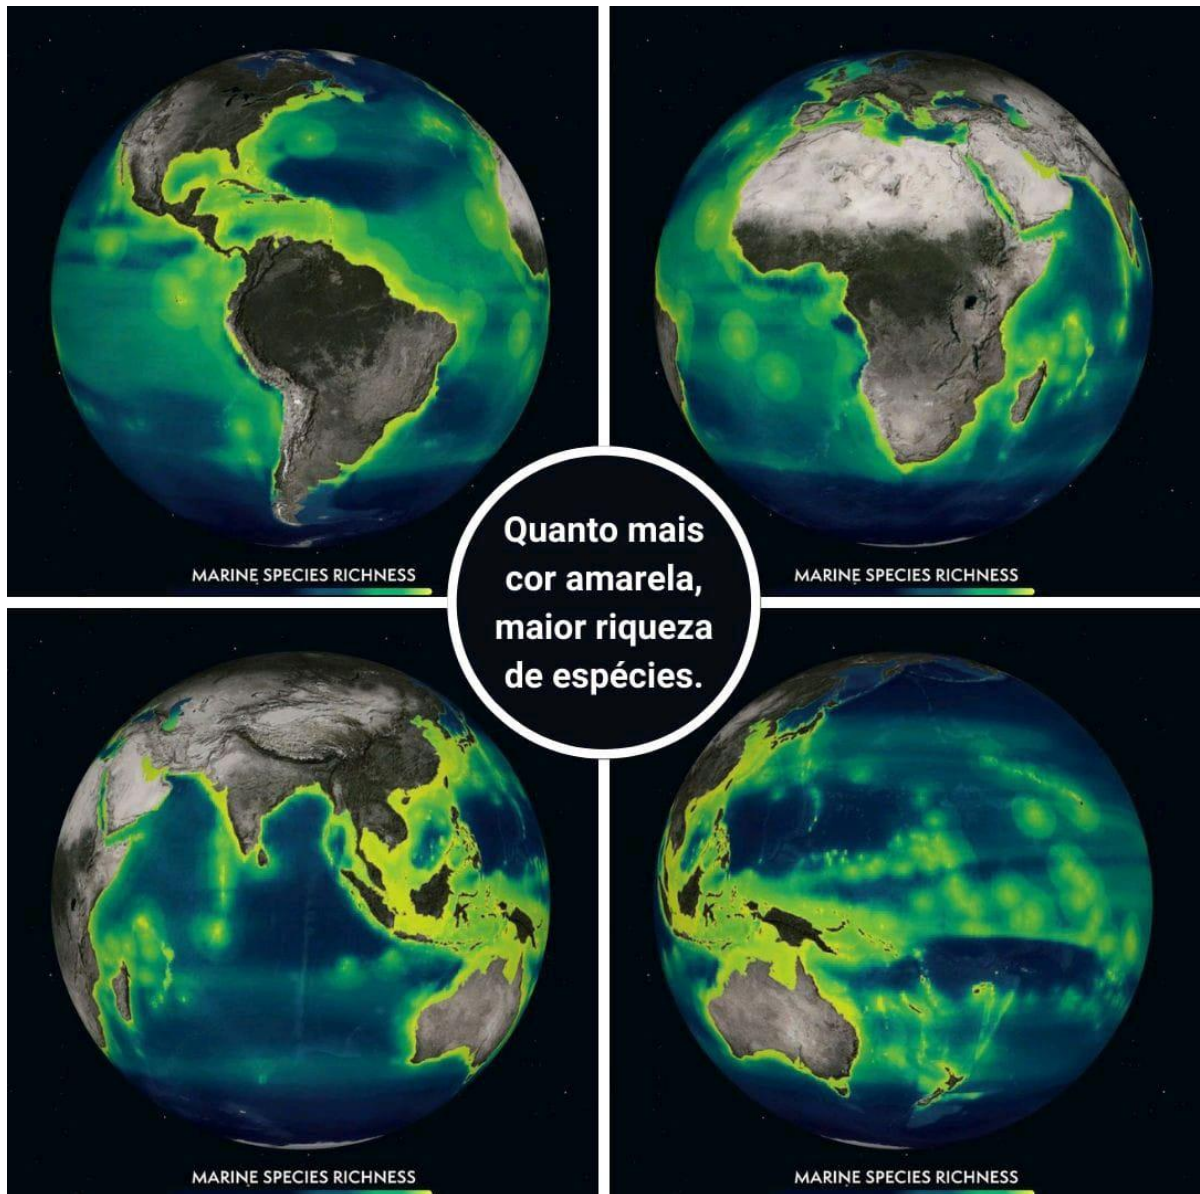 MARINE SPECIES RICHNESS
MARINE SPECIES RICHNESS
Quanto mais
cor amarela,
maior riqueza
de espécies.
MARINE SPECIES RICHNESS
MARINE SPECIES RICHNESS